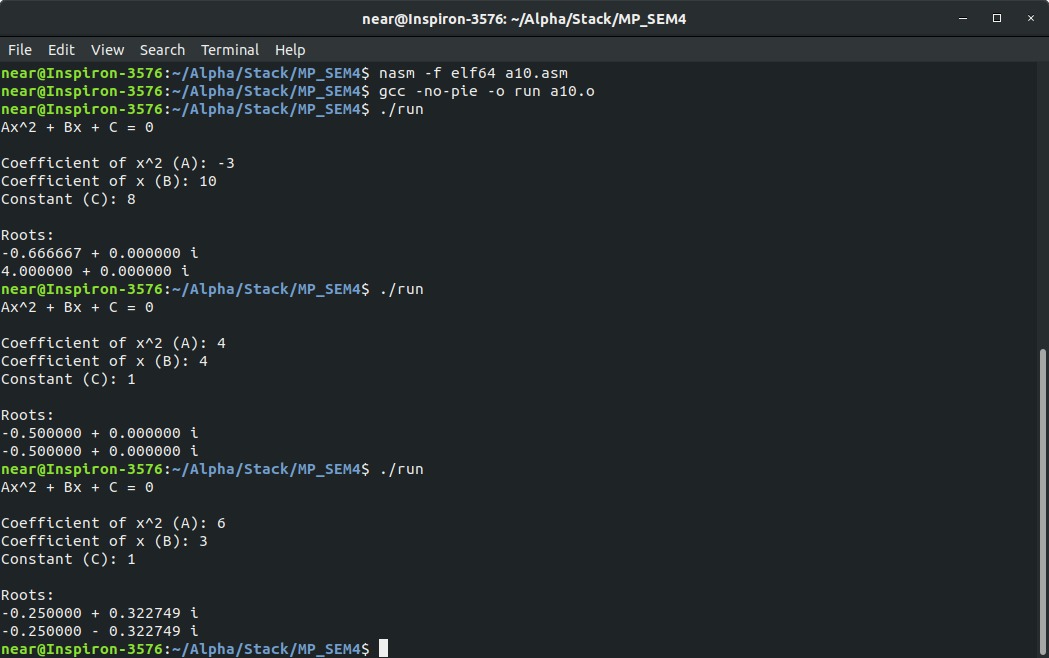 near@Inspiron-3576: ~/Alpha/Stack/MP_SEM4
File Edit View Search Terminal Help
near@Inspiron-3576:~/Alpha/Stack/MP_SEM4$ nasm -f elf64 a10.asm
near@Inspiron-3576:~/Alpha/Stack/MP_SEM4$ gcc -no-pie -o run a10.o
near@Inspiron-3576:~/Alpha/Stack/MP_SEM4$ ./run
Ax^2 + Bx + C = 0
Coefficient of x^2 (A): -3
Coefficient of x (B): 10
Constant (C): 8
Roots:
-0.666667 + 0.000000 i
4.000000 + 0.000000 i
near@Inspiron-3576:~/Alpha/Stack/MP_SEM4$ ./run
Ax^2 + Bx + C = 0
Coefficient of x^2 (A): 4
Coefficient of x (B): 4
Constant (C): 1
Roots:
-0.500000 + 0.000000 i
-0.500000 + 0.000000 i
near@Inspiron-3576:~/Alpha/Stack/MP_SEM4$ ./run
Ax^2 + Bx + C = 0
Coefficient of x^2 (A): 6
Coefficient of x (B): 3
Constant (C): 1
Roots:
-0.250000 + 0.322749 i
-0.250000 - 0.322749 i
near@Inspiron-3576:~/Alpha/Stack/MP_SEM4$